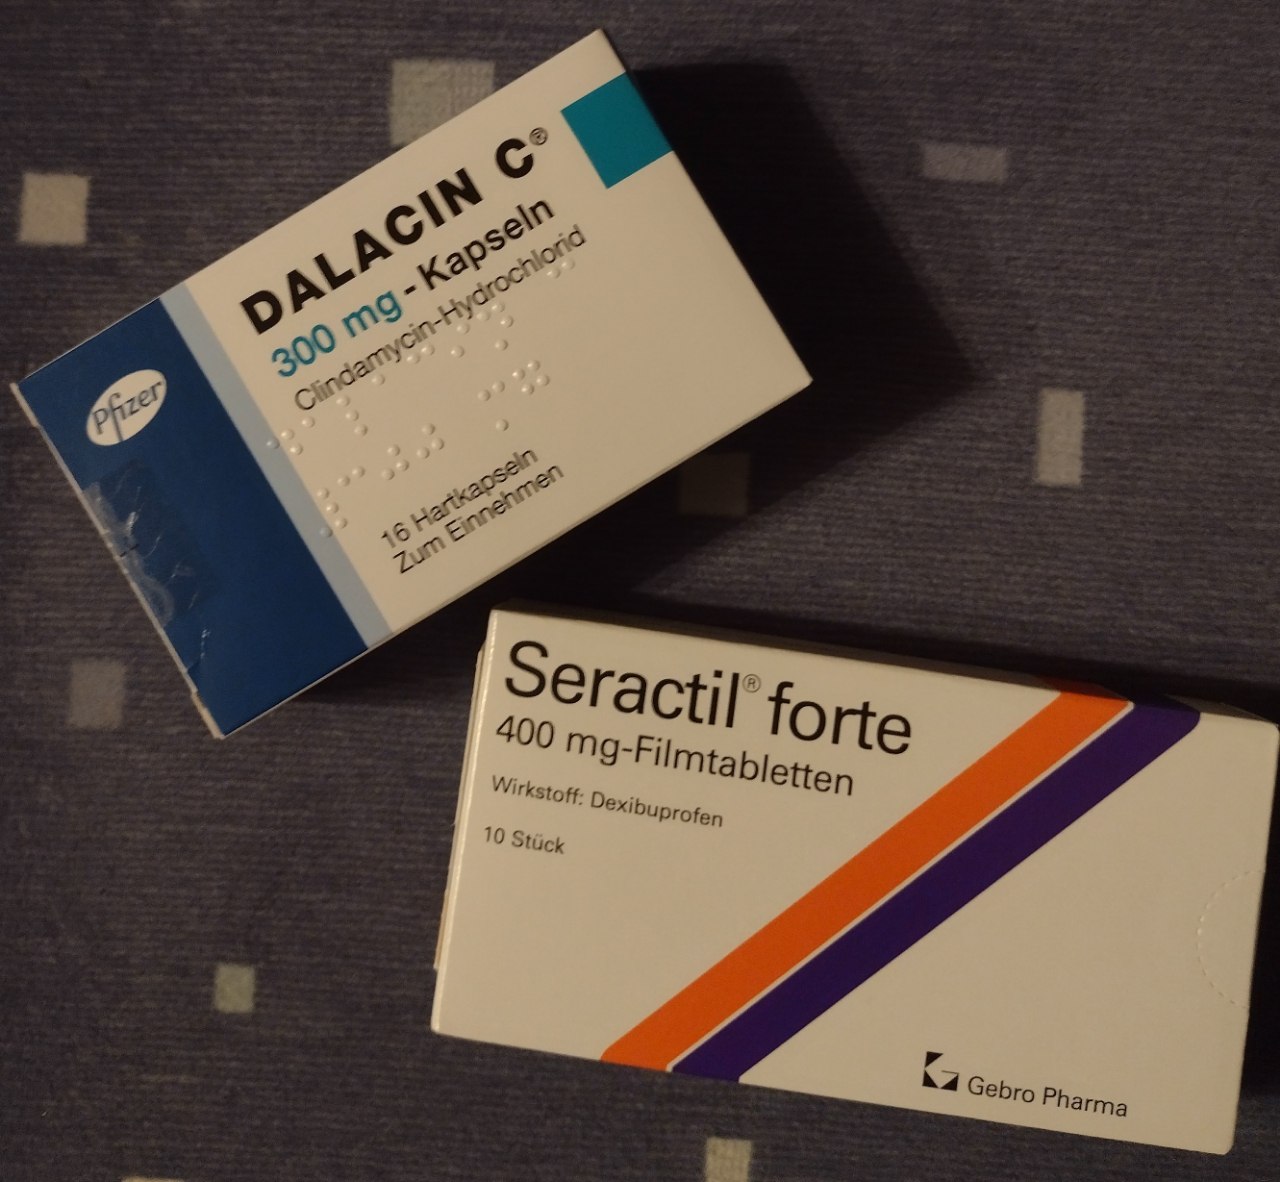 DALACIN C®
300 mg - Kapseln
Clindamycin-Hydrochlorid
Pfizer
16 Hartkapseln
Zum Einnehmen
Seractil® forte
400 mg-Filmtabletten
Wirkstoff: Dexibuprofen
10 Stück
Gebro Pharma